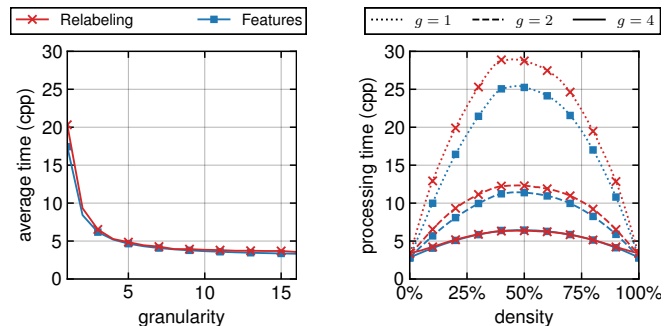 Relabeling Features
g = 1 g = 2 g = 4
average time (cpp)
30
25
20
15
10
5
0
5 10 15
granularity
processing time (cpp)
30
25
20
15
10
5
0
0% 25% 50% 75% 100%
density